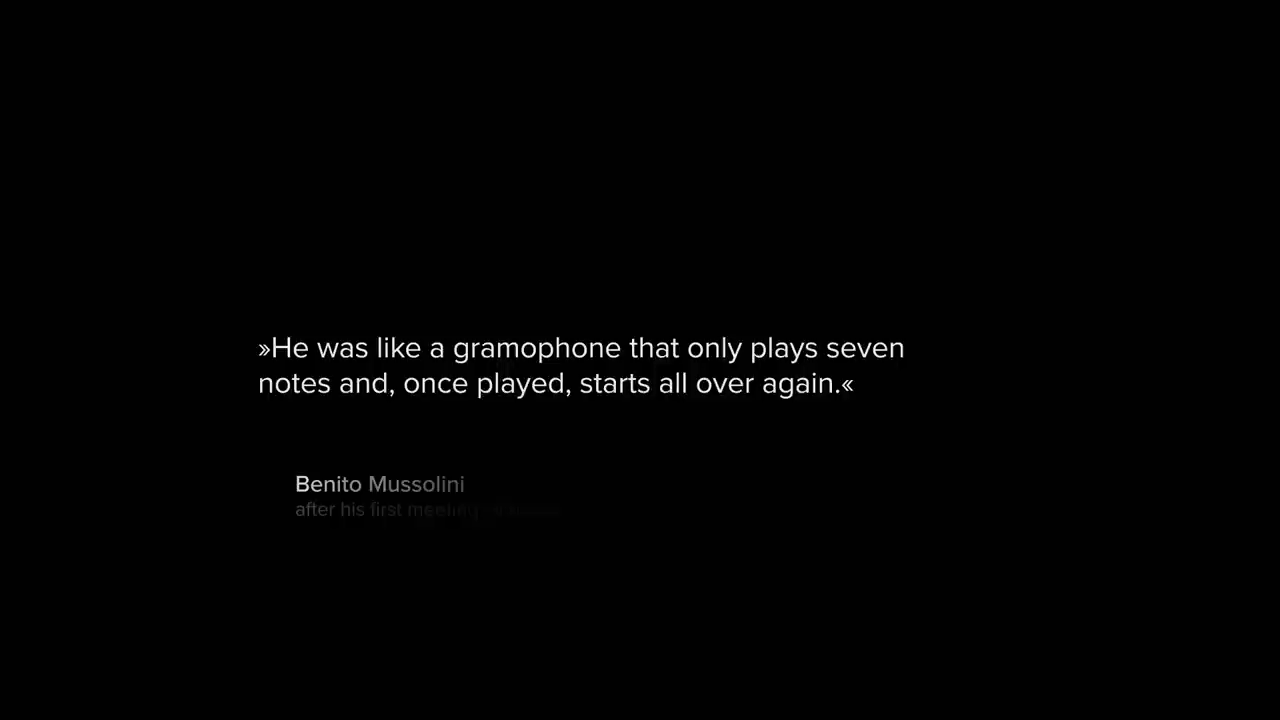 »He was like a gramophone that only plays seven
notes and, once played, starts all over again.«
Benito Mussolini
after his first meeting